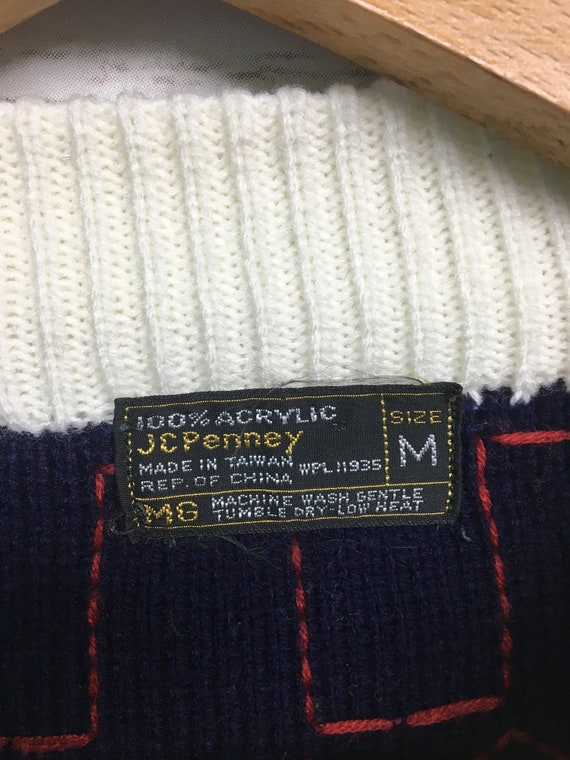 100% ACRYLIC
JCPenney
MADE IN TAIWAN WPL 11935
REP. OF CHINA
SIZE
M
MG MACHINE WASH GENTLE
TUMBLE DRY-LOW HEAT